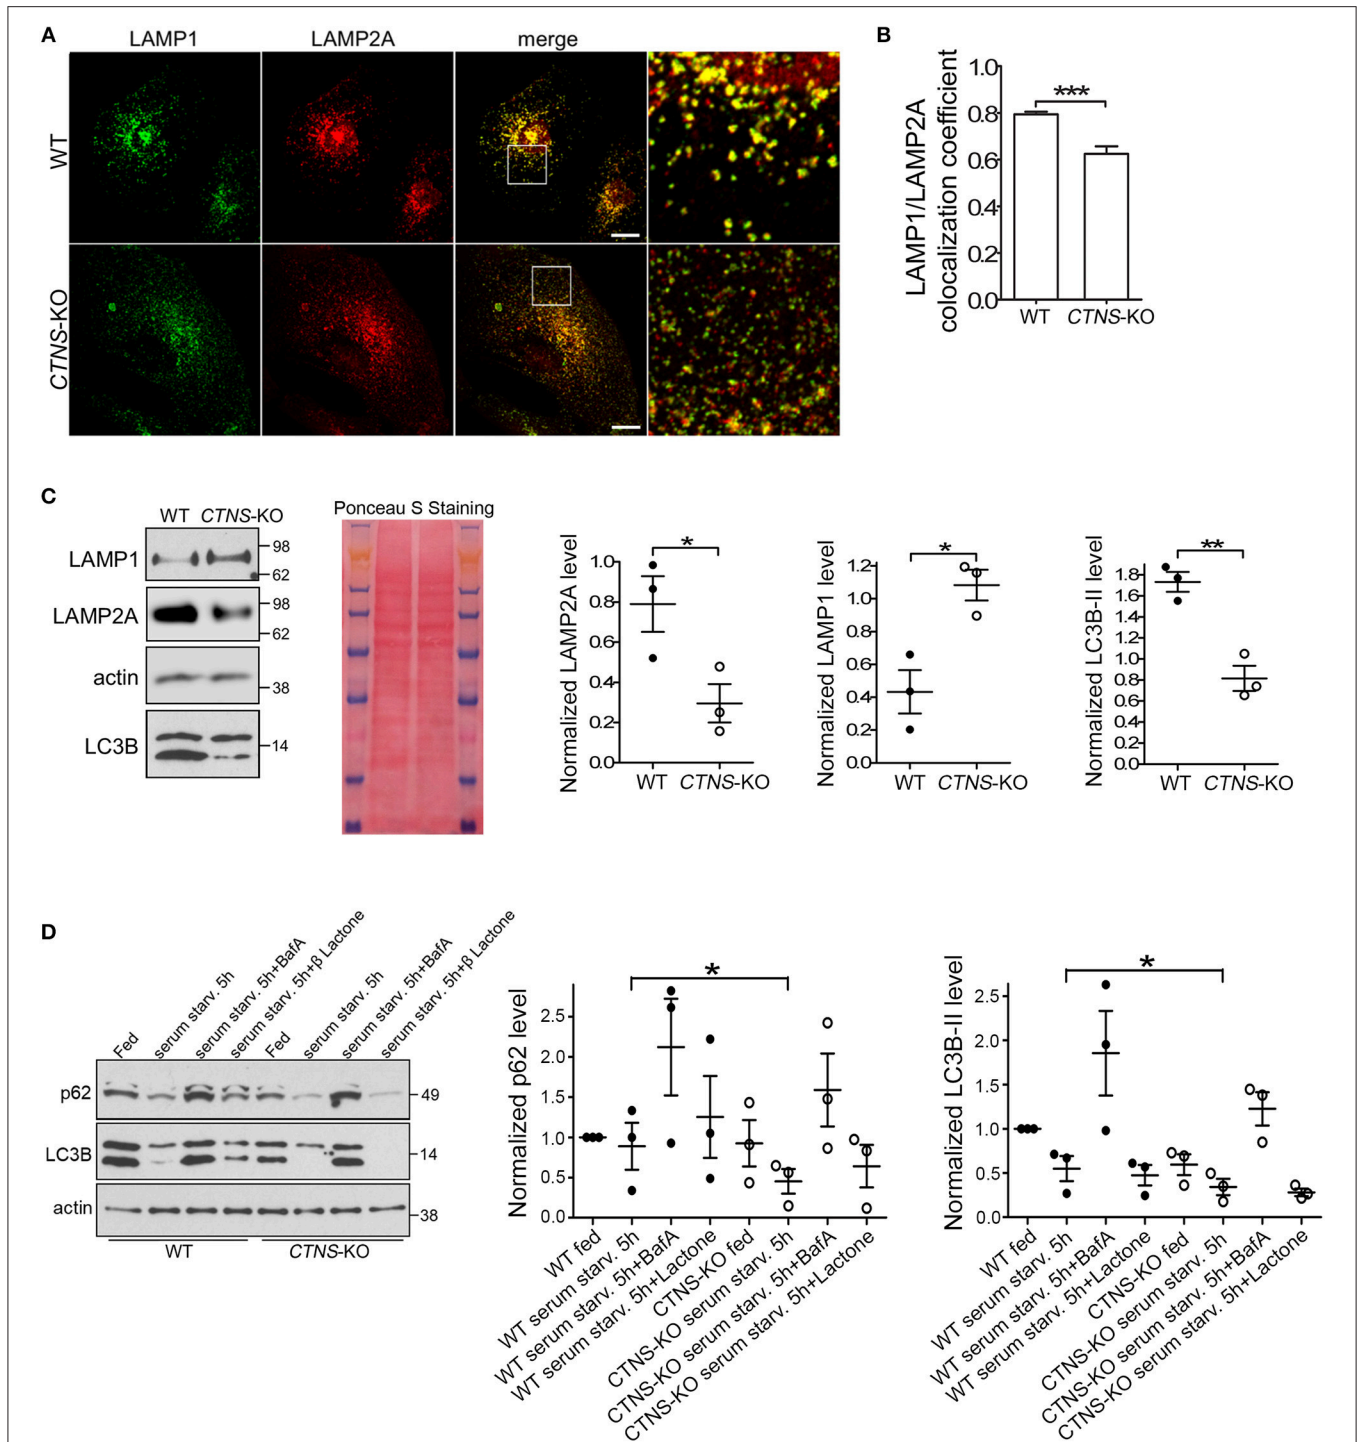 A
LAMP1
LAMP2A
merge
WT
CTNS-KO
B
LAMP1/LAMP2A
colocalization coefficient
1.0
0.8
0.6
0.4
0.2
0.0
***
WT
CTNS-KO
C
WT CTNS-KO
LAMP1
98
62
LAMP2A
98
62
actin
38
LC3B
14
Ponceau S Staining
Normalized LAMP2A level
1.0
0.8
0.6
0.4
0.2
0.0
*
WT CTNS-KO
Normalized LAMP1 level
1.2
1.0
0.8
0.6
0.4
0.2
0.0
*
WT CTNS-KO
Normalized LC3B-II level
1.8
1.6
1.4
1.2
1.0
0.8
0.6
0.4
0.2
0.0
**
WT CTNS-KO
D
Fed
serum starv. 5h
serum starv. 5h+BafA
serum starv. 5h+β Lactone
Fed
serum starv. 5h
serum starv. 5h+BafA
serum starv. 5h+β Lactone
p62
49
LC3B
14
actin
38
WT
CTNS-KO
Normalized p62 level
2.5
2.0
1.5
1.0
0.5
0.0
*
WT fed
WT serum starv. 5h
WT serum starv. 5h+BafA
WT serum starv. 5h+Lactone
CTNS-KO fed
CTNS-KO serum starv. 5h
CTNS-KO serum starv. 5h+BafA
CTNS-KO serum starv. 5h+Lactone
Normalized LC3B-II level
2.5
2.0
1.5
1.0
0.5
0.0
*
WT fed
WT serum starv. 5h
WT serum starv. 5h+BafA
WT serum starv. 5h+Lactone
CTNS-KO fed
CTNS-KO serum starv. 5h
CTNS-KO serum starv. 5h+BafA
CTNS-KO serum starv. 5h+Lactone